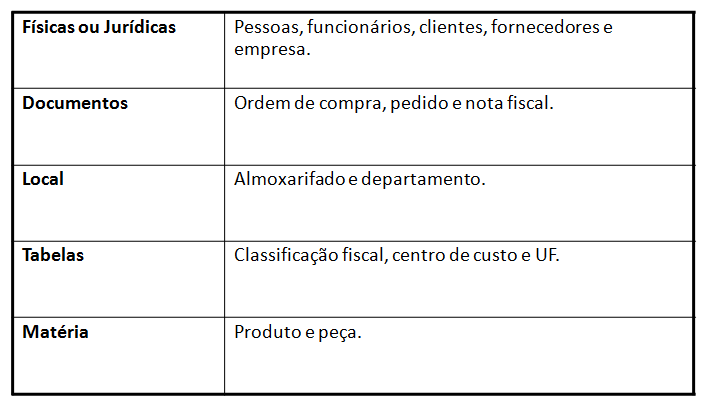 Físicas ou Jurídicas
Pessoas, funcionários, clientes, fornecedores e
empresa.
Documentos
Ordem de compra, pedido e nota fiscal.
Local
Almoxarifado e departamento.
Tabelas
Classificação fiscal, centro de custo e UF.
Matéria
Produto e peça.